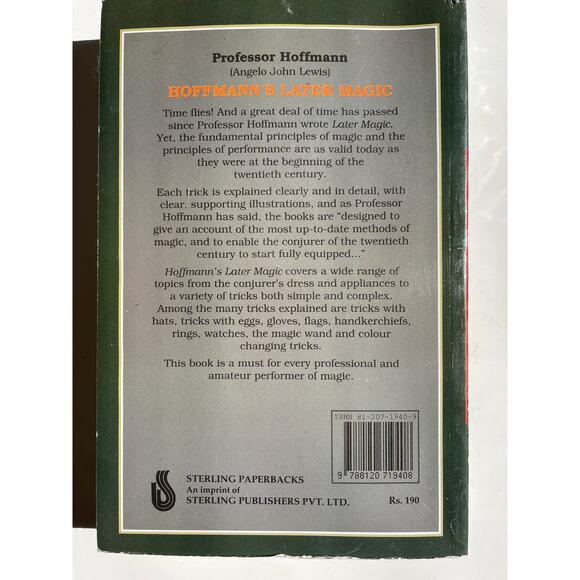 Professor Hoffmann
(Angelo John Lewis)
HOFFMANN'S LATER MAGIC
Time flies! And a great deal of time has passed
since Professor Hoffmann wrote Later Magic.
Yet, the fundamental principles of magic and the
principles of performance are as valid today as
they were at the beginning of the
twentieth century.
Each trick is explained clearly and in detail, with
clear, supporting illustrations, and as Professor
Hoffmann has said, the books are "designed to
give an account of the most up-to-date methods of
magic, and to enable the conjurer of the twentieth
century to start fully equipped..."
Hoffmann's Later Magic covers a wide range of
topics from the conjurer's dress and appliances to
a variety of tricks both simple and complex.
Among the many tricks explained are tricks with
hats, tricks with eggs, gloves, flags, handkerchiefs,
rings, watches, the magic wand and colour
changing tricks.
This book is a must for every professional and
amateur performer of magic.
ISBN 81-207-1940-9
9 788120 719408
STERLING PAPERBACKS
An imprint of
STERLING PUBLISHERS PVT. LTD.
Rs. 190